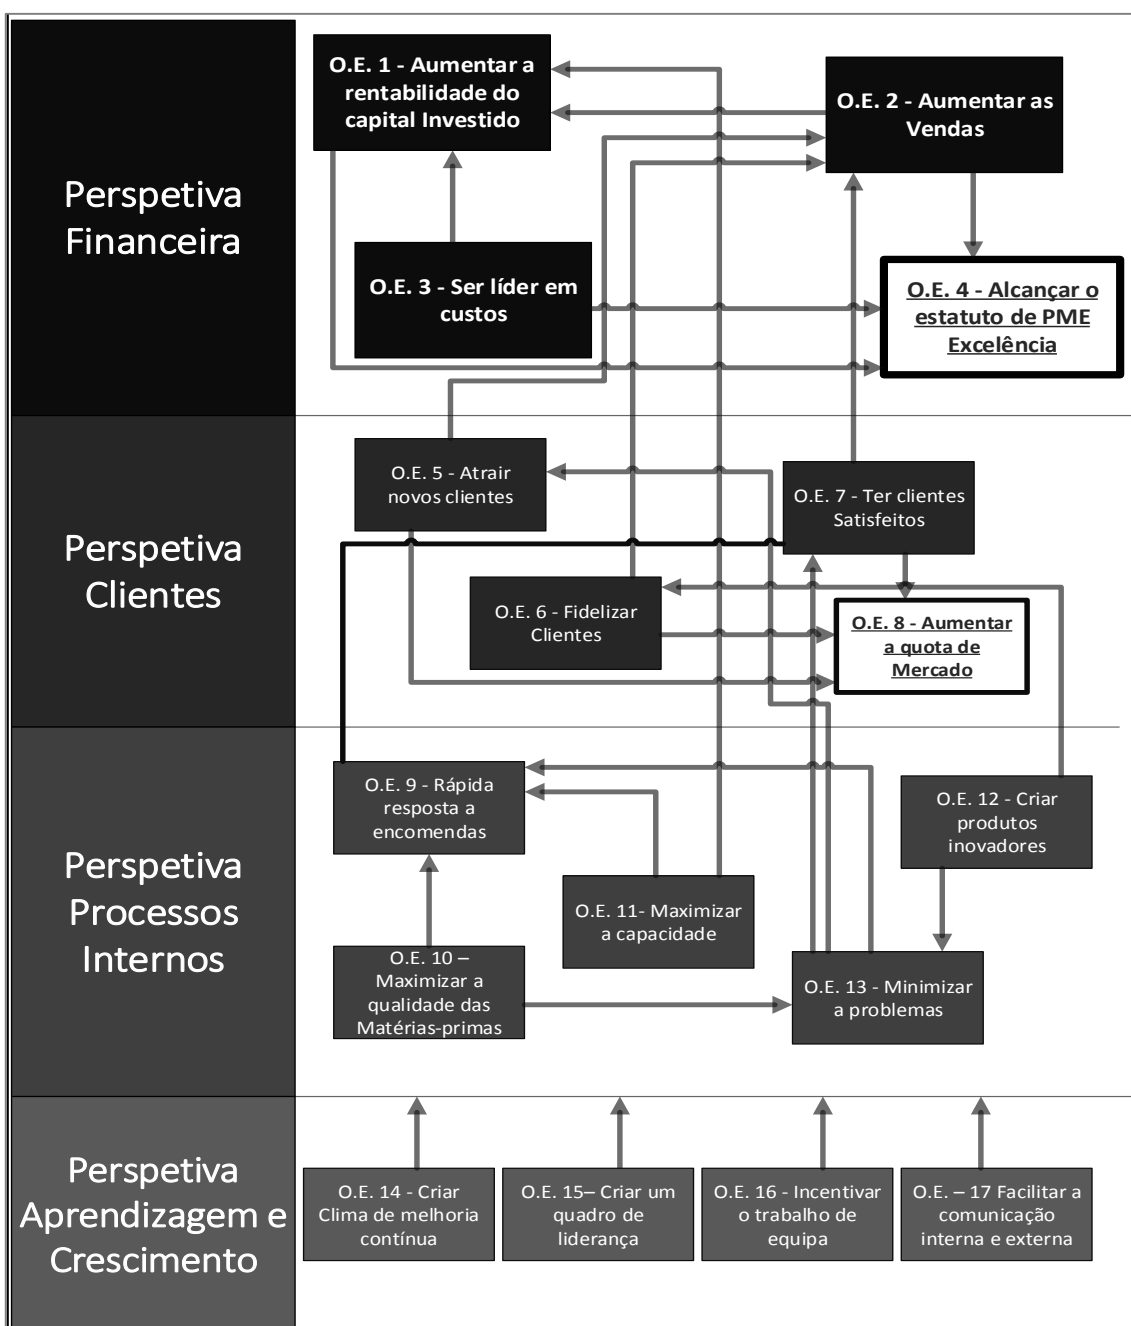 Perspetiva
Financeira
O.E. 1 - Aumentar a
rentabilidade do
capital Investido
O.E. 2 - Aumentar as
Vendas
O.E. 3 - Ser líder em
custos
O.E. 4 - Alcançar o
estatuto de PME
Excelência
Perspetiva
Clientes
O.E. 5 - Atrair
novos clientes
O.E. 7 - Ter clientes
Satisfeitos
O.E. 6 - Fidelizar
Clientes
O.E. 8 - Aumentar
a quota de
Mercado
Perspetiva
Processos
Internos
O.E. 9 - Rápida
resposta a
encomendas
O.E. 12 - Criar
produtos
inovadores
O.E. 11- Maximizar
a capacidade
O.E. 10 –
Maximizar a
qualidade das
Matérias-primas
O.E. 13 - Minimizar
a problemas
Perspetiva
Aprendizagem e
Crescimento
O.E. 14 - Criar
Clima de melhoria
contínua
O.E. 15– Criar um
quadro de
liderança
O.E. 16 - Incentivar
o trabalho de
equipa
O.E. – 17 Facilitar a
comunicação
interna e externa